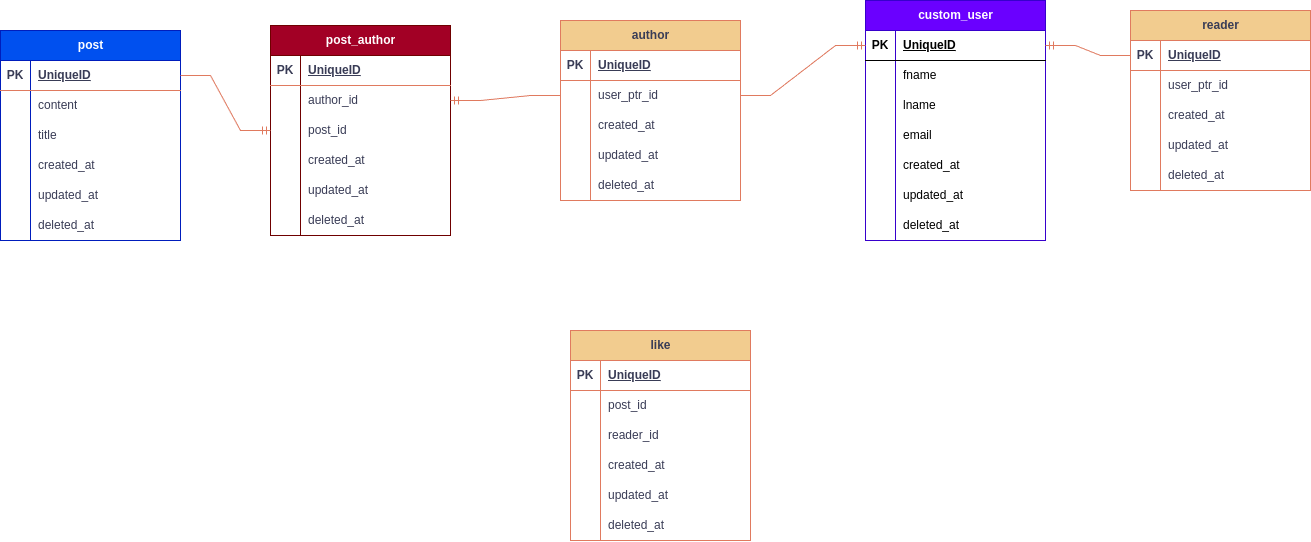 post
PK UniqueID
content
title
created_at
updated_at
deleted_at
post_author
PK UniqueID
author_id
post_id
created_at
updated_at
deleted_at
author
PK UniqueID
user_ptr_id
created_at
updated_at
deleted_at
custom_user
PK UniqueID
fname
lname
email
created_at
updated_at
deleted_at
reader
PK UniqueID
user_ptr_id
created_at
updated_at
deleted_at
like
PK UniqueID
post_id
reader_id
created_at
updated_at
deleted_at